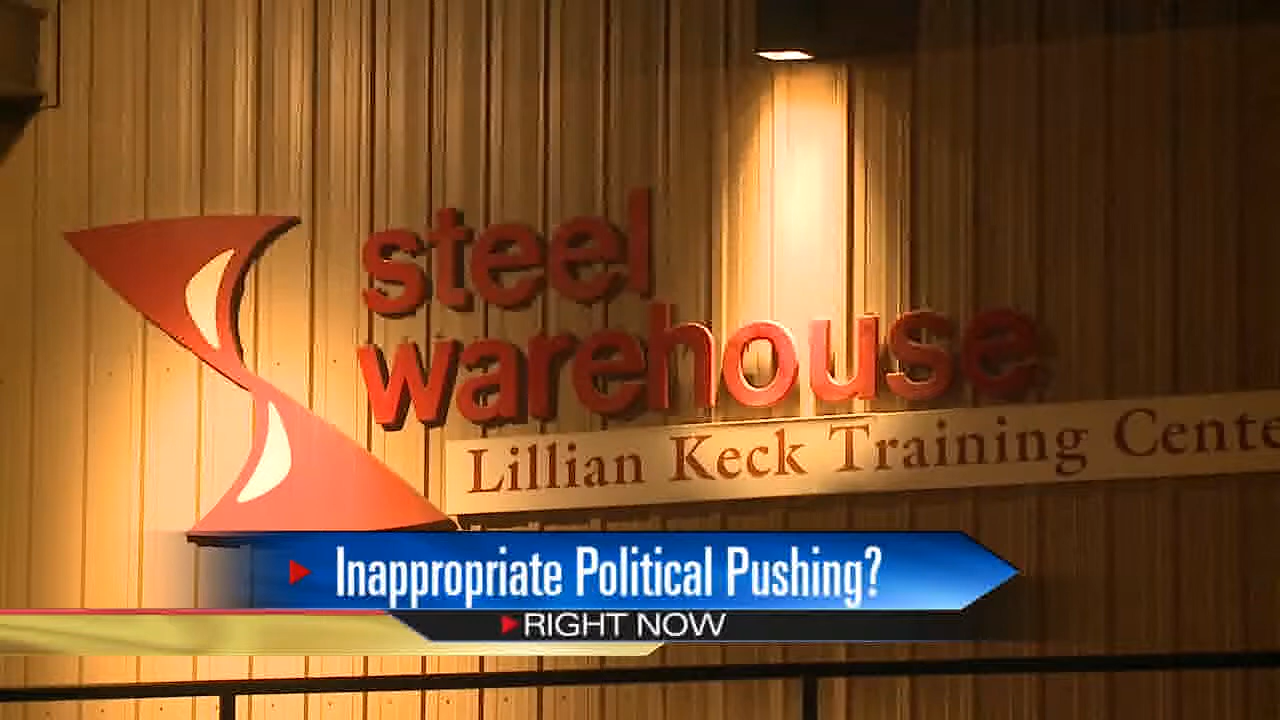 steel
warehouse
Lillian Keck Training Cente
Inappropriate Political Pushing?
RIGHT NOW